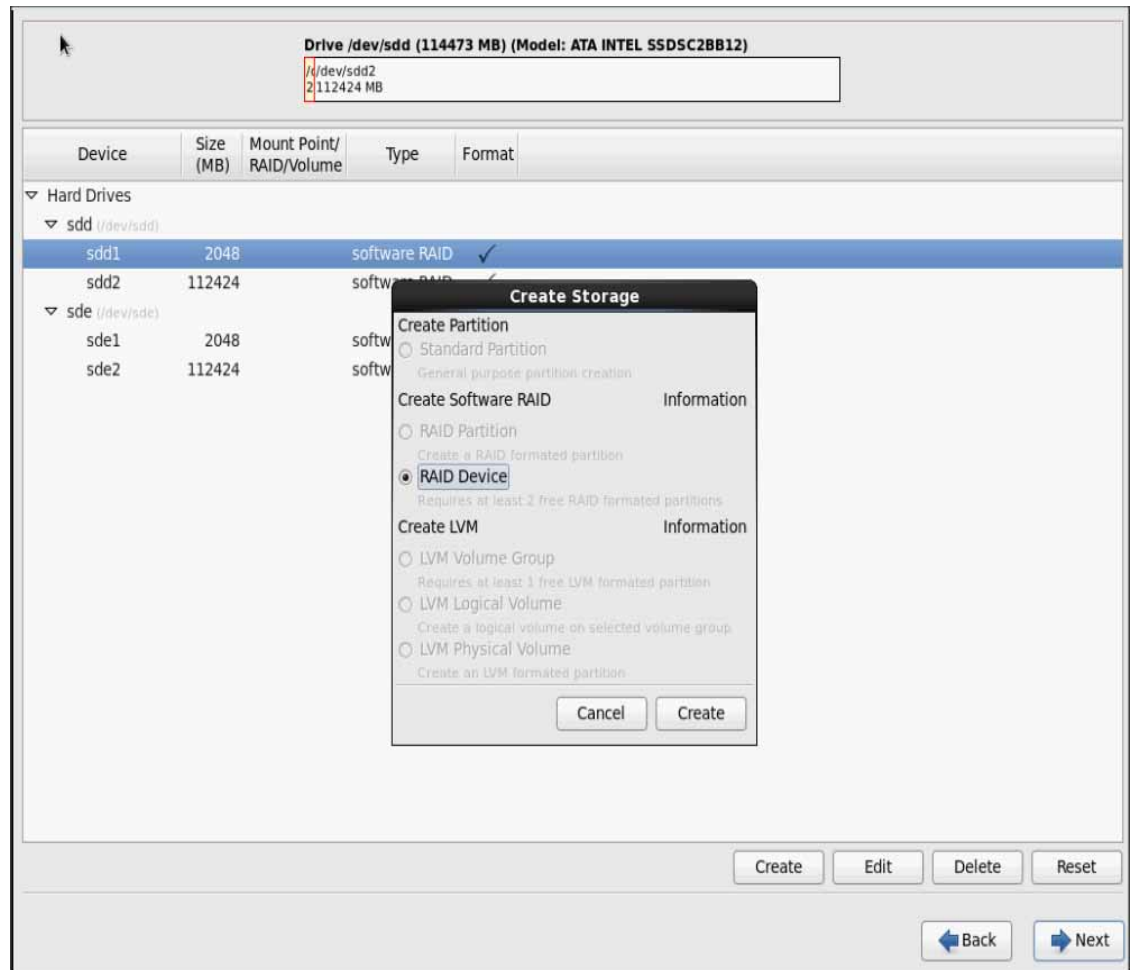 Drive /dev/sdd (114473 MB) (Model: ATA INTEL SSDSC2BB12)
/dev/sdd2
112424 MB
Device Size (MB) Mount Point/ RAID/Volume Type Format
Hard Drives
sdd (/dev/sdd)
sdd1 2048 software RAID ✓
sdd2 112424 softw
sde (/dev/sde)
sde1 2048 softw
sde2 112424 softw
Create Storage
Create Partition
Standard Partition
General purpose partition creation
Create Software RAID Information
RAID Partition
Create a RAID formated partition
RAID Device
Requires at least 2 free RAID formated partitions
Create LVM Information
LVM Volume Group
Requires at least 1 free LVM formated partition
LVM Logical Volume
Create a logical volume on selected volume group
LVM Physical Volume
Create an LVM formated partition
Cancel Create
Create Edit Delete Reset
Back Next